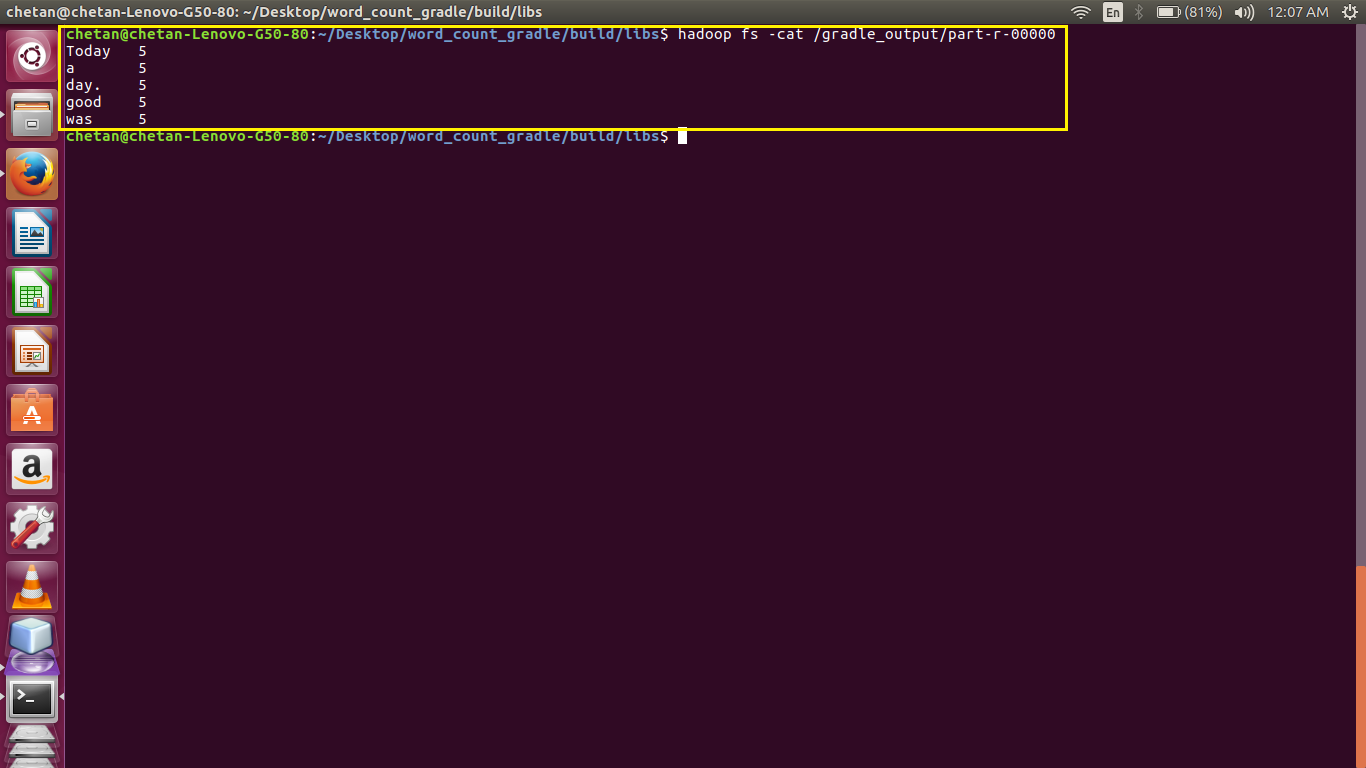 chetan@chetan-Lenovo-G50-80: ~/Desktop/word_count_gradle/build/libs
En
(81%)
12:07 AM
chetan@chetan-Lenovo-G50-80:~/Desktop/word_count_gradle/build/libs$ hadoop fs -cat /gradle_output/part-r-00000
Today 5
a 5
day. 5
good 5
was 5
chetan@chetan-Lenovo-G50-80:~/Desktop/word_count_gradle/build/libs$
A
a
>_